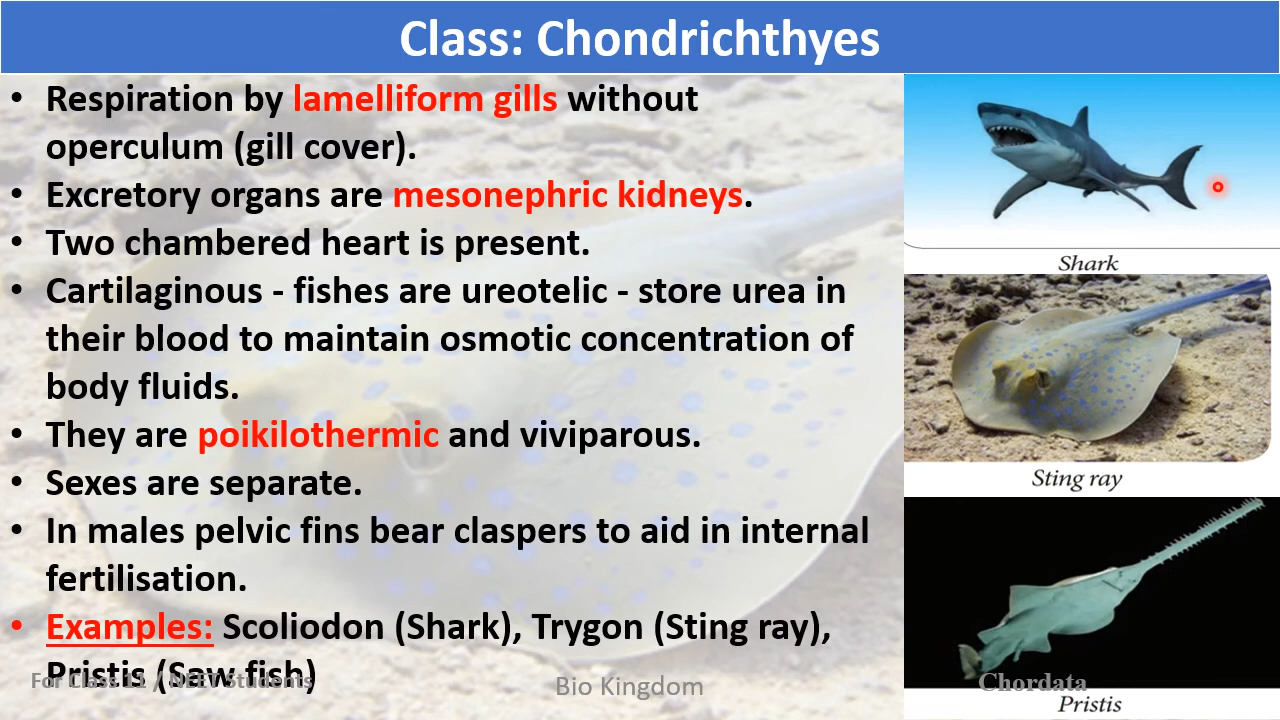 Class: Chondrichthyes
• Respiration by lamelliform gills without
operculum (gill cover).
• Excretory organs are mesonephric kidneys.
• Two chambered heart is present.
• Cartilaginous - fishes are ureotelic - store urea in
their blood to maintain osmotic concentration of
body fluids.
• They are poikilothermic and viviparous.
• Sexes are separate.
• In males pelvic fins bear claspers to aid in internal
fertilisation.
• Examples: Scoliodon (Shark), Trygon (Sting ray),
Pristis (Saw fish)
Shark
Sting ray
Pristis
For Class 11 / NEET Students
Bio Kingdom
Chordata